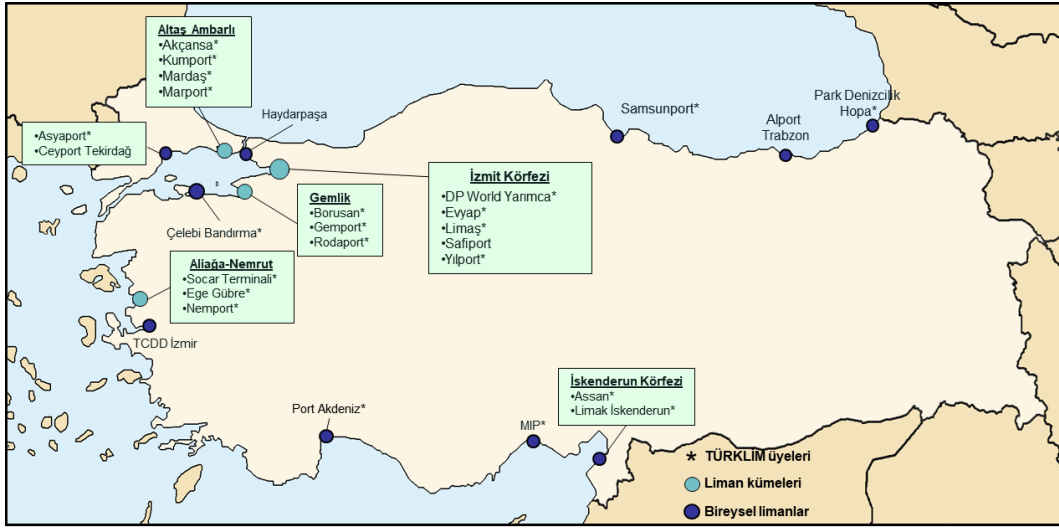 Altaş Ambarlı
•Akçansa*
•Kumport*
•Mardaş*
•Marport*
Haydarpaşa
•Asyaport*
•Ceyport Tekirdağ
Samsunport*
Alport
Trabzon
Park Denizcilik
Hopa*
İzmit Körfezi
•DP World Yarımca*
•Evyap*
•Limaş*
•Safiport
•Yılport*
Gemlik
•Borusan*
•Gemport*
•Rodaport*
Çelebi Bandırma*
Aliağa-Nemrut
•Socar Terminali*
•Ege Gübre*
•Nemport*
TCDD İzmir
Port Akdeniz*
MIP*
İskenderun Körfezi
•Assan*
•Limak İskenderun*
* TÜRKLİM üyeleri
Liman kümeleri
Bireysel limanlar